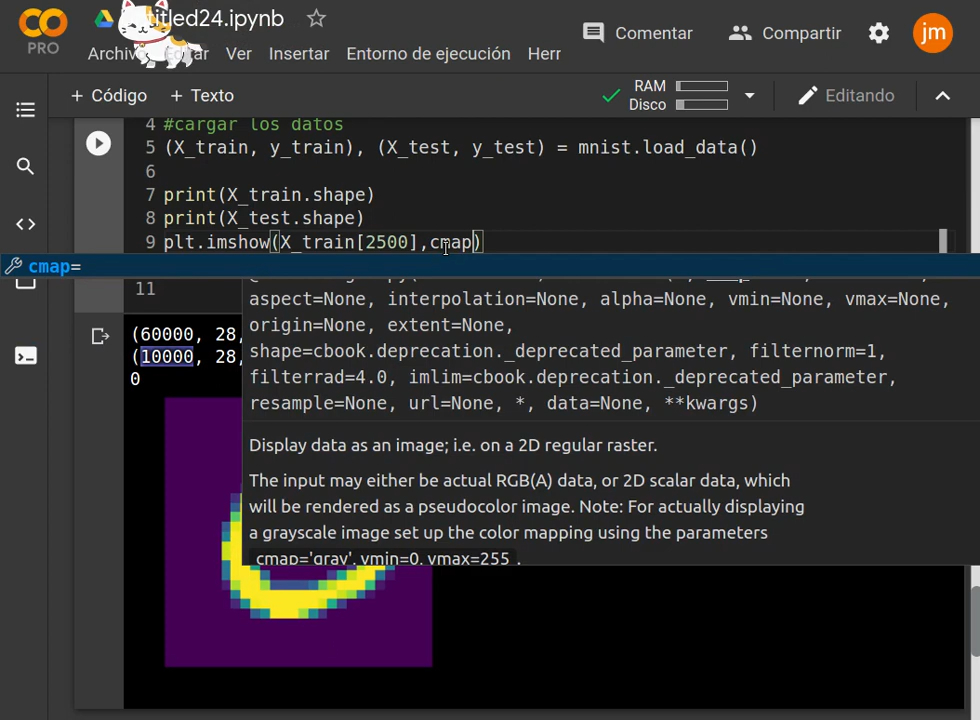 titled24.ipynb
PRO
Archivo Editar Ver Insertar Entorno de ejecución Herr
Comentar
Compartir
jm
+ Código + Texto
RAM
Disco
Editando
4 #cargar los datos
5 (X_train, y_train), (X_test, y_test) = mnist.load_data()
6
7 print(X_train.shape)
8 print(X_test.shape)
9 plt.imshow(X_train[2500],cmap)
cmap=
11
aspect=None, interpolation=None, alpha=None, vmin=None, vmax=None,
origin=None, extent=None,
shape=cbook.deprecation._deprecated_parameter, filternorm=1,
filterrad=4.0, imlim=cbook.deprecation._deprecated_parameter,
resample=None, url=None, *, data=None, **kwargs)
Display data as an image; i.e. on a 2D regular raster.
The input may either be actual RGB(A) data, or 2D scalar data, which
will be rendered as a pseudocolor image. Note: For actually displaying
a grayscale image set up the color mapping using the parameters
cmap='gray', vmin=0, vmax=255 .
(60000, 28,
(10000, 28,
0